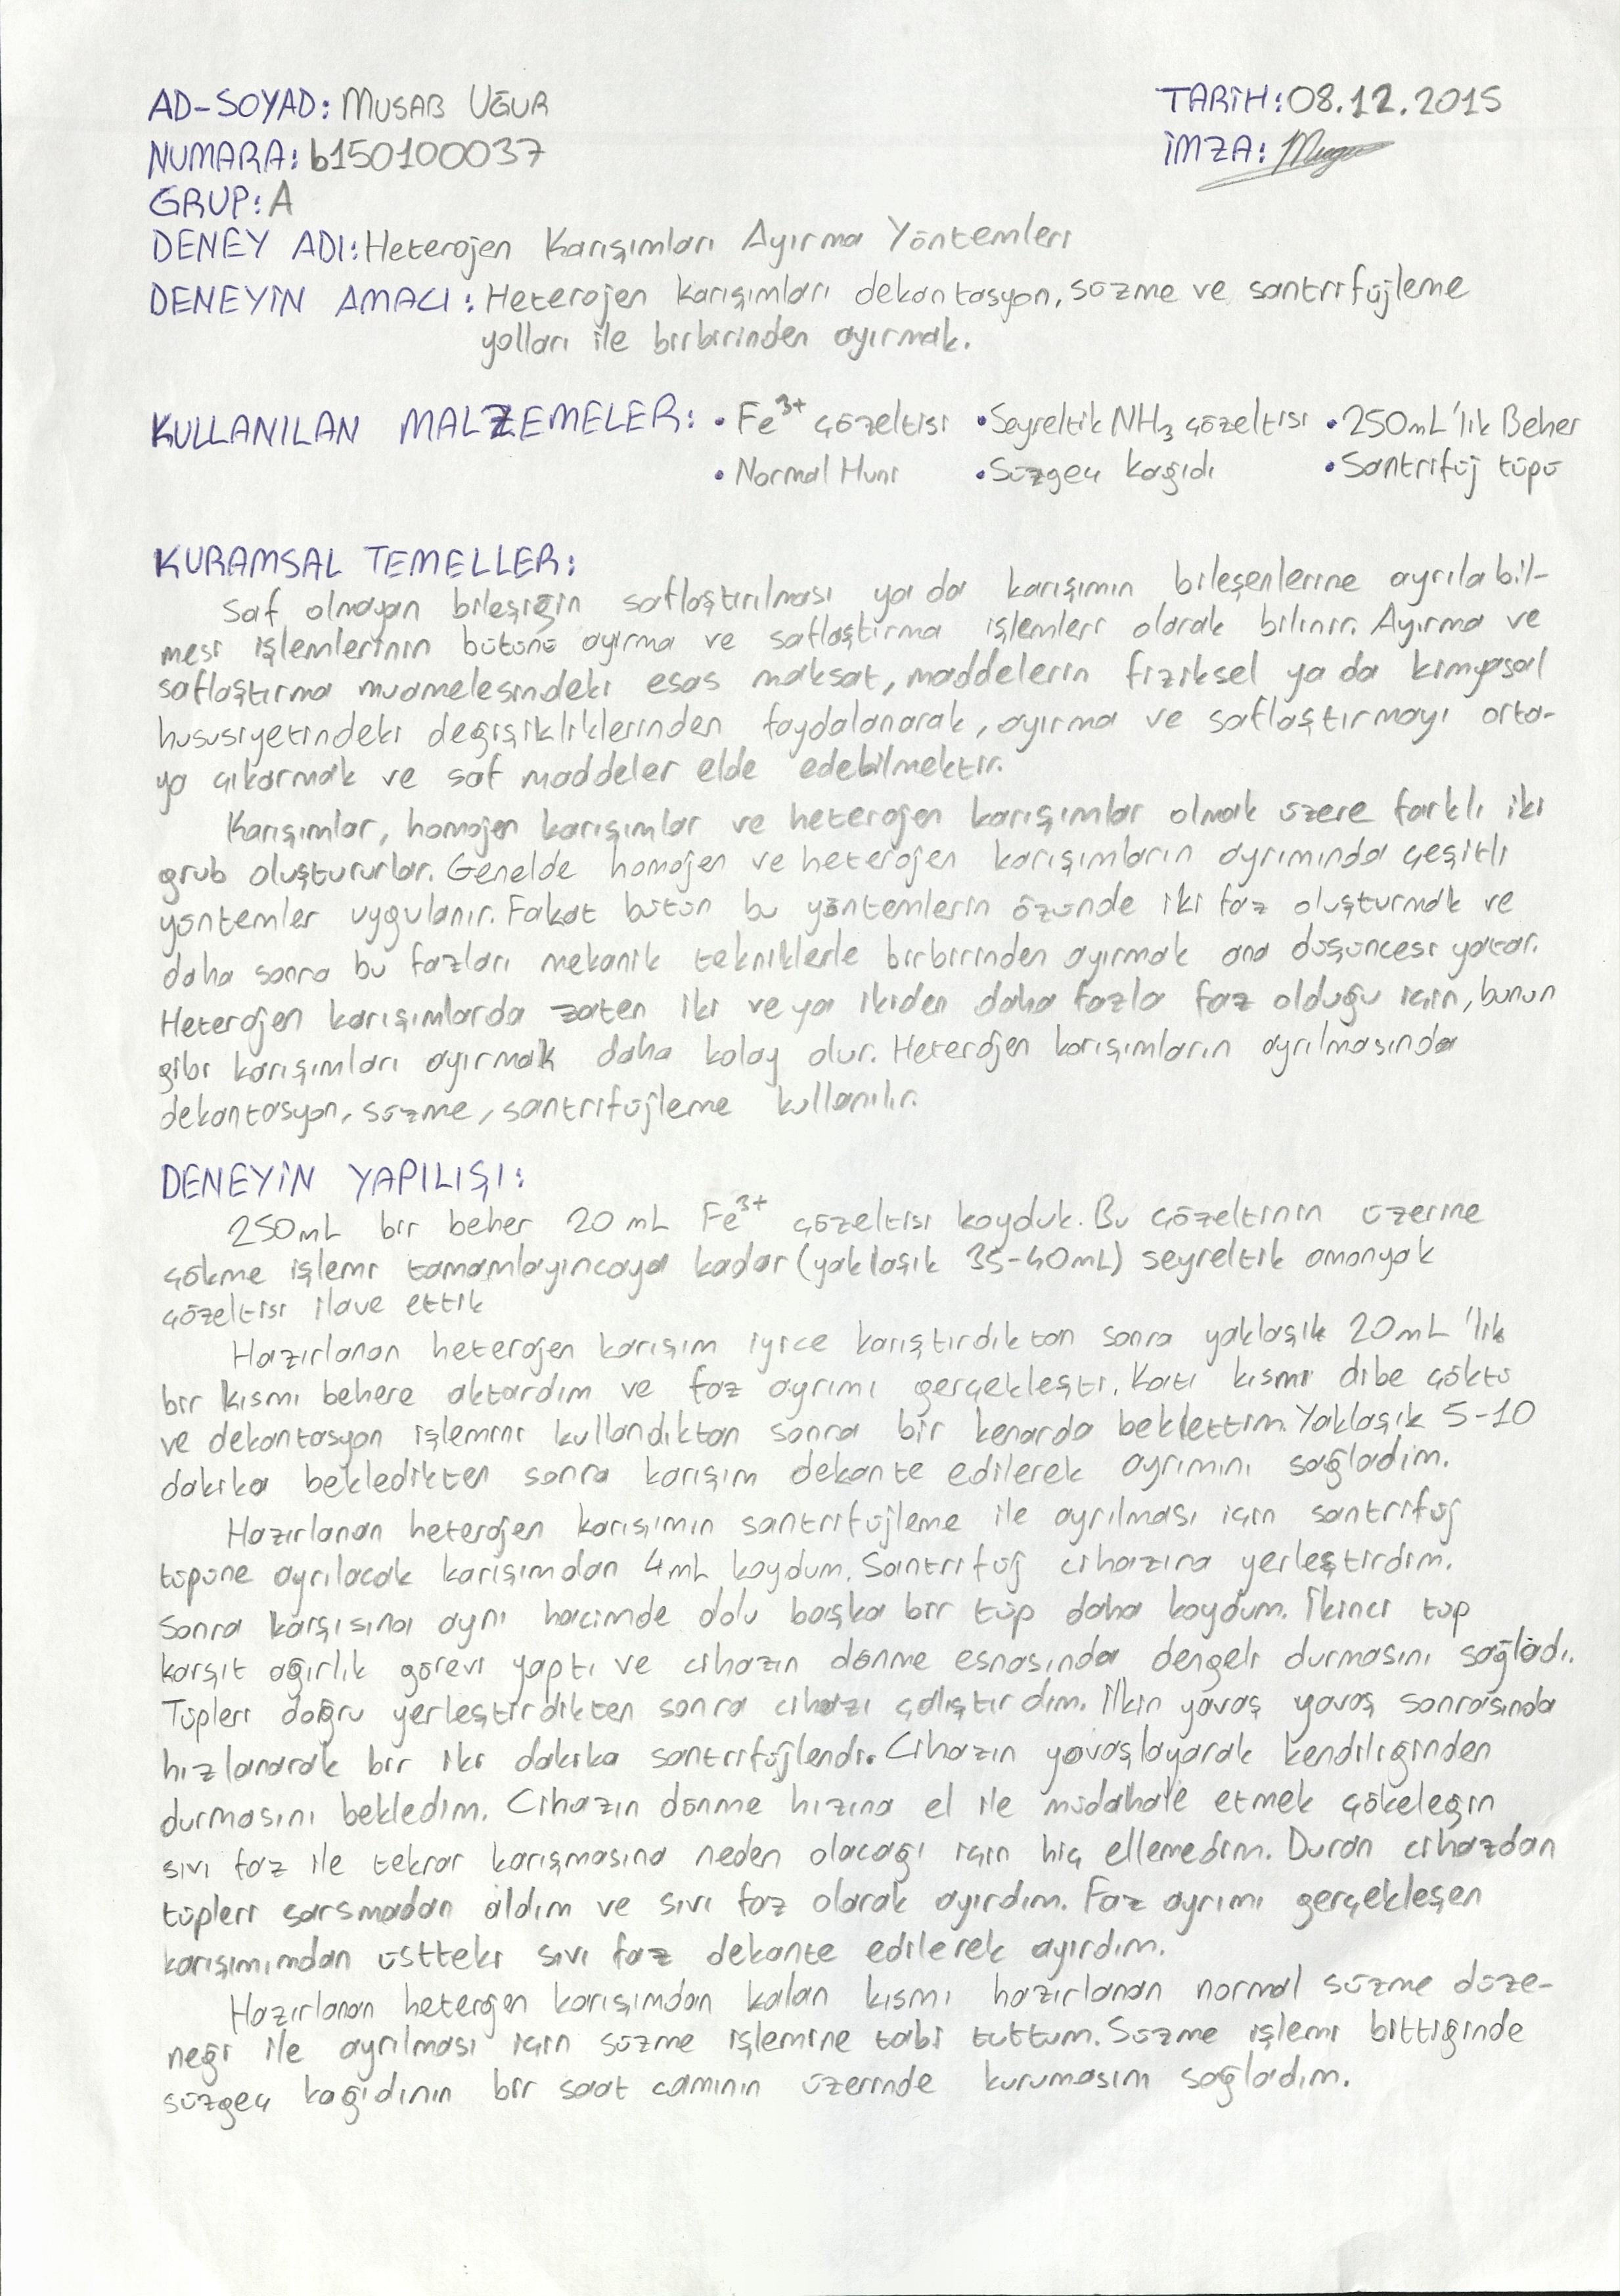 AD-SOYAD: MUSAB UĞUR
TARİH: 08.12.2015
NUMARA: b150100037
İMZA:
GRUP: A
DENEY ADI: Heterojen Karışımları Ayırma Yöntemleri
DENEYİN AMACI: Heterojen karışımları dekantasyon, süzme ve santrifüjleme
yolları ile birbirinden ayırmak.
KULLANILAN MALZEMELER: • Fe³⁺ çözeltisi • Seyreltik NH₃ çözeltisi • 250mL'lik Beher
• Normal Huni • Süzgeç kağıdı • Santrifüj tüpü
KURAMSAL TEMELLER:
Saf olmayan bileşiğin saflaştırılması ya da karışımın bileşenlerine ayrılabil-
mesi işlemlerinin bütünü ayırma ve saflaştırma işlemleri olarak bilinir. Ayırma ve
saflaştırma muamelesindeki esas maksat, maddelerin fiziksel ya da kimyasal
hususiyetindeki değişikliklerinden faydalanarak, ayırma ve saflaştırmayı orta-
ya çıkarmak ve saf maddeler elde edebilmektir.
Karışımlar, homojen karışımlar ve heterojen karışımlar olmak üzere farklı iki
grub oluştururlar. Genelde homojen ve heterojen karışımların ayrımında çeşitli
yöntemler uygulanır. Fakat bütün bu yöntemlerin özünde iki faz oluşturmak ve
daha sonra bu fazları mekanik tekniklerle birbirinden ayırmak ana düşüncesi yatar.
Heterojen karışımlarda zaten iki ve ya ikiden daha fazla faz olduğu için, bunun
gibi karışımları ayırmak daha kolay olur. Heterojen karışımların ayrılmasında
dekantasyon, süzme, santrifüjleme kullanılır.
DENEYİN YAPILIŞI:
250mL bir beher 20 mL Fe³⁺ çözeltisi koyduk. Bu çözeltinin üzerine
çökme işlemi tamamlayıncaya kadar (yaklaşık 35-40mL) seyreltik amonyak
çözeltisi ilave ettik
Hazırlanan heterojen karışım iyice karıştırdıktan sonra yaklaşık 20mL'lik
bir kısmı behere aktardım ve faz ayrımı gerçekleşti. Katı kısmı dibe çöktü
ve dekantasyon işlemini kullandıktan sonra bir kenarda beklettim. Yaklaşık 5-10
dakika bekledikten sonra karışım dekante edilerek ayrımını sağladım.
Hazırlanan heterojen karışımın santrifüjleme ile ayrılması için santrifüj
tüpüne ayrılacak karışımdan 4mL koydum. Santrifüj cihazına yerleştirdim.
Sonra karşısına aynı hacimde dolu başka bir tüp daha koydum. İkinci tüp
karşıt ağırlık görevi yaptı ve cihazın dönme esnasında dengeli durmasını sağladı.
Tüpleri doğru yerleştirdikten sonra cihazı çalıştırdım. İlkin yavaş yavaş sonrasında
hızlanarak bir iki dakika santrifüjlendi. Cihazın yavaşlayarak kendiliğinden
durmasını bekledim. Cihazın dönme hızına el ile müdahale etmek çökeleğin
sıvı faz ile tekrar karışmasına neden olacağı için hiç ellemedim. Duran cihazdan
tüpleri sarsmadan aldım ve sıvı faz olarak ayırdım. Faz ayrımı gerçekleşen
karışımımdan üstteki sıvı faz dekante edilerek ayırdım.
Hazırlanan heterojen karışımdan kalan kısmı hazırlanan normal süzme düze-
neği ile ayrılması için süzme işlemine tabi tuttum. Süzme işlemi bittiğinde
süzgeç kağıdının bir saat camının üzerinde kurumasını sağladım.